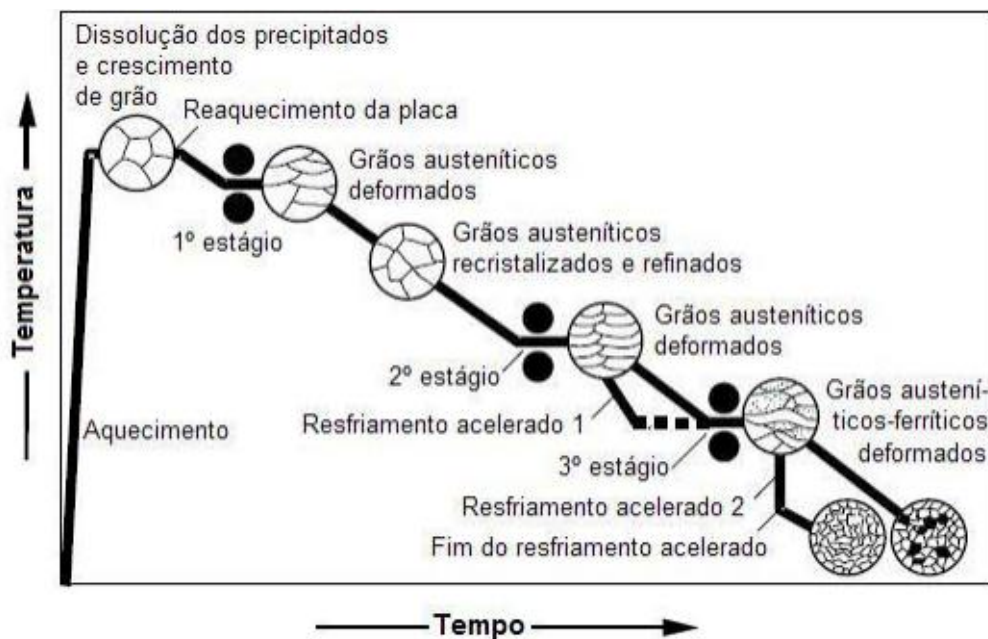 Dissolução dos precipitados
e crescimento
de grão
Reaquecimento da placa
Grãos austeníticos
deformados
1º estágio
Grãos austeníticos
recristalizados e refinados
Grãos austeníticos
deformados
2º estágio
Resfriamento acelerado 1
Grãos austení-
ticos-ferríticos
deformados
Aquecimento
3º estágio
Resfriamento acelerado 2
Fim do resfriamento acelerado
Temperatura
Tempo